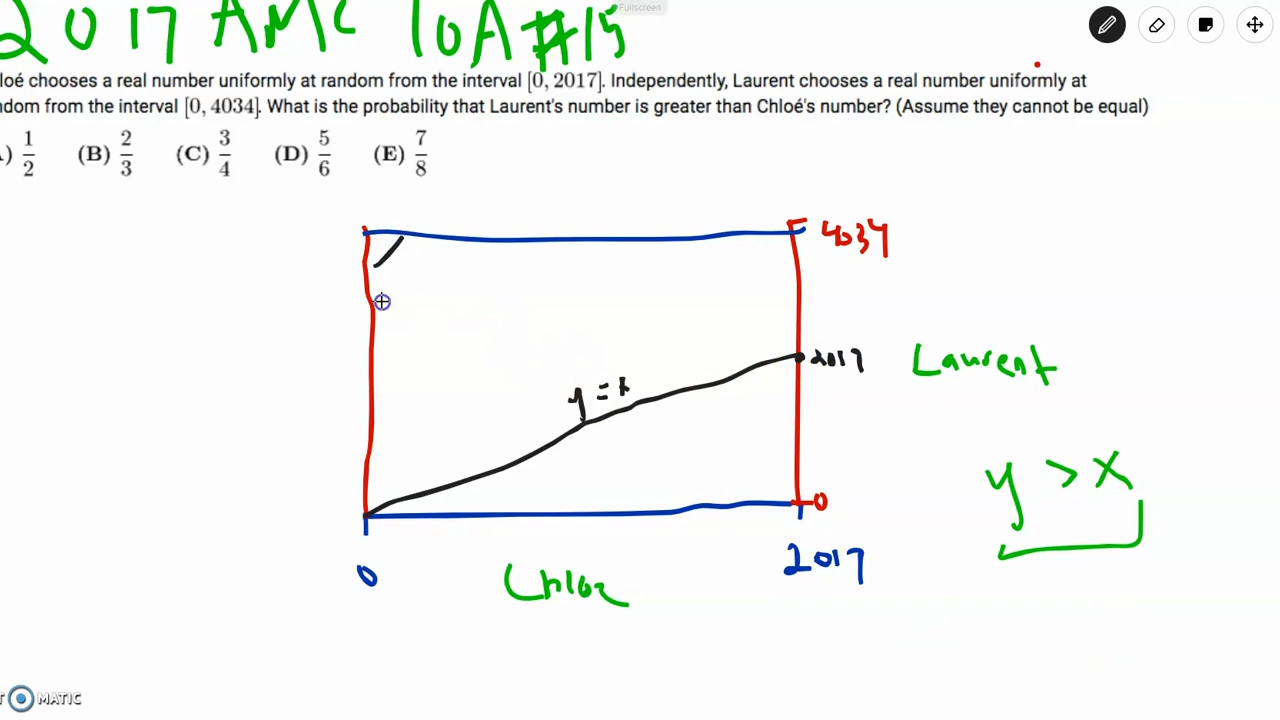 Fullscreen
2017 AMC 10A #15
hloé chooses a real number uniformly at random from the interval [0, 2017]. Independently, Laurent chooses a real number uniformly at
ndom from the interval [0, 4034]. What is the probability that Laurent's number is greater than Chloé's number? (Assume they cannot be equal)
) 1/2 (B) 2/3 (C) 3/4 (D) 5/6 (E) 7/8
4034
2017
Laurent
y = x
y > x
0
0
2017
Chloe
MATIC